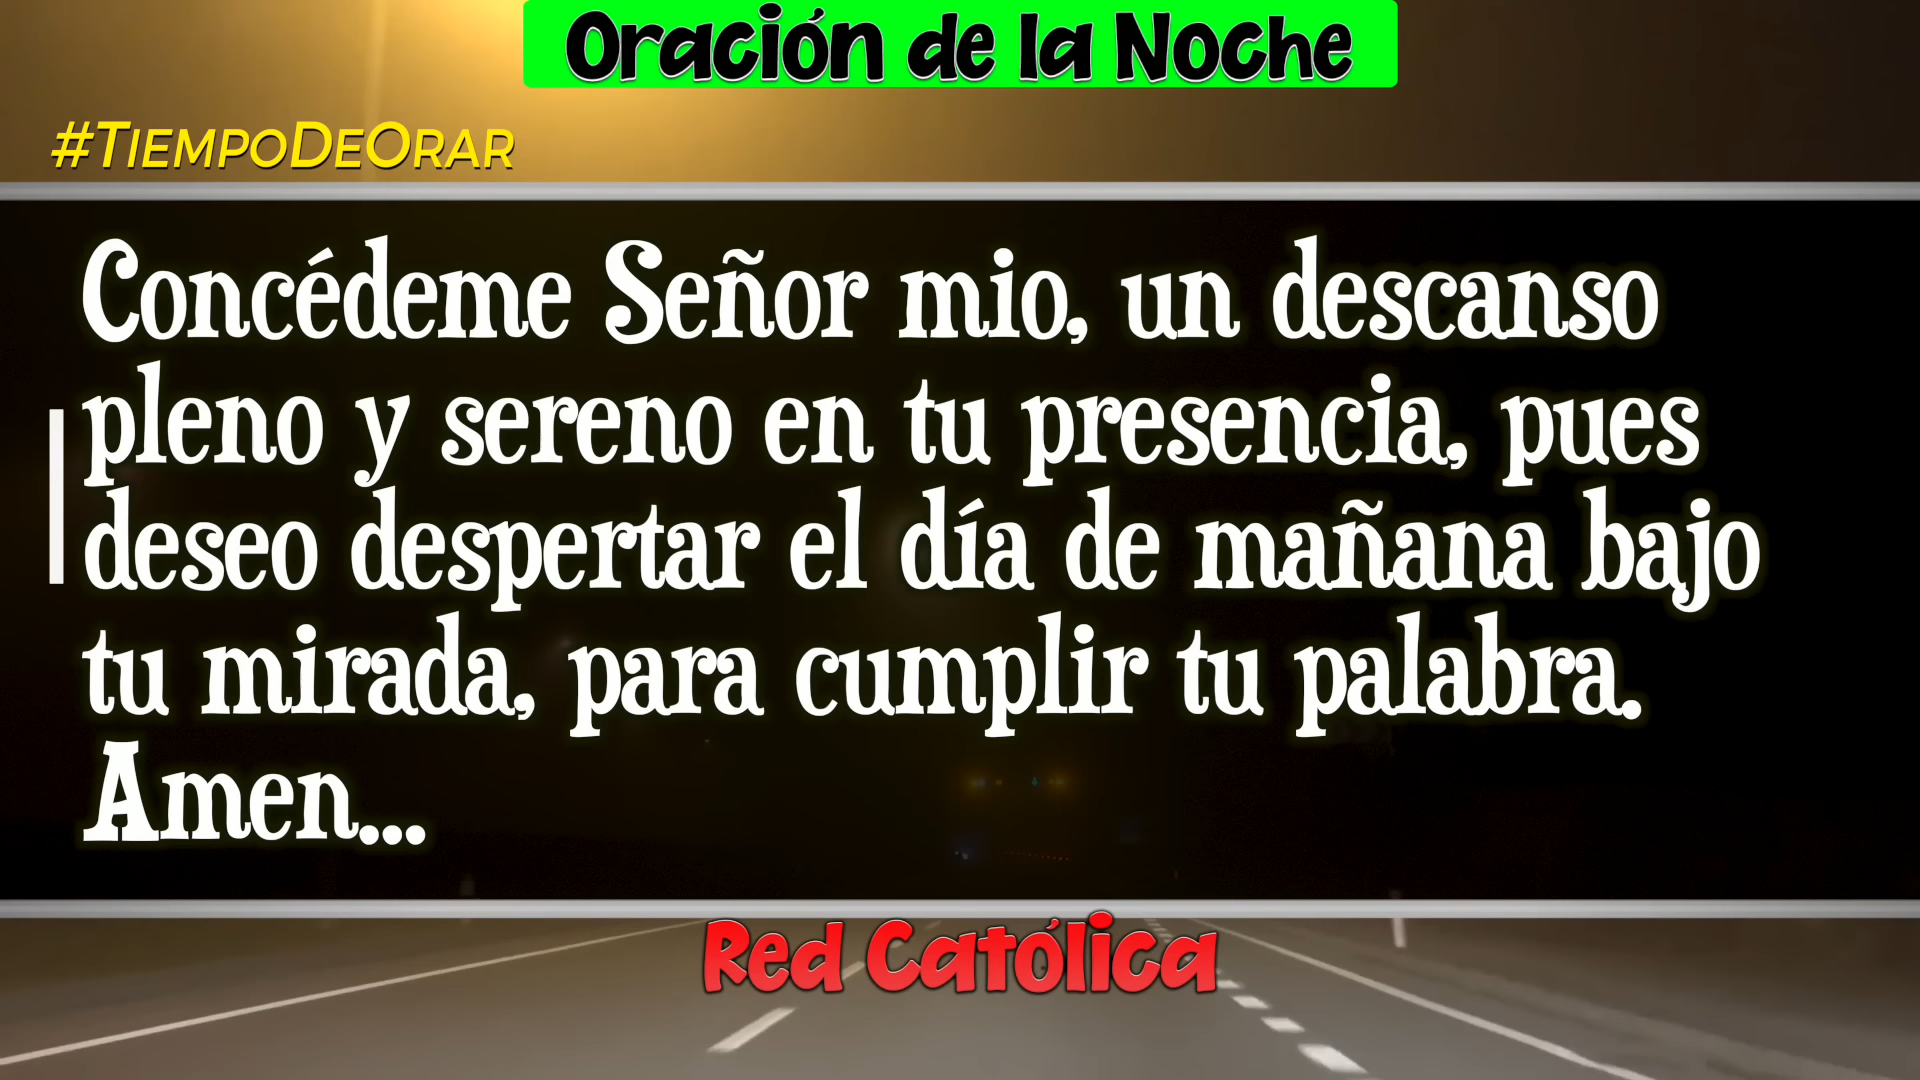 Oración de la Noche
#TiempoDeOrar
Concédeme Señor mio, un descanso
pleno y sereno en tu presencia, pues
deseo despertar el día de mañana bajo
tu mirada, para cumplir tu palabra.
Amen...
Red Católica